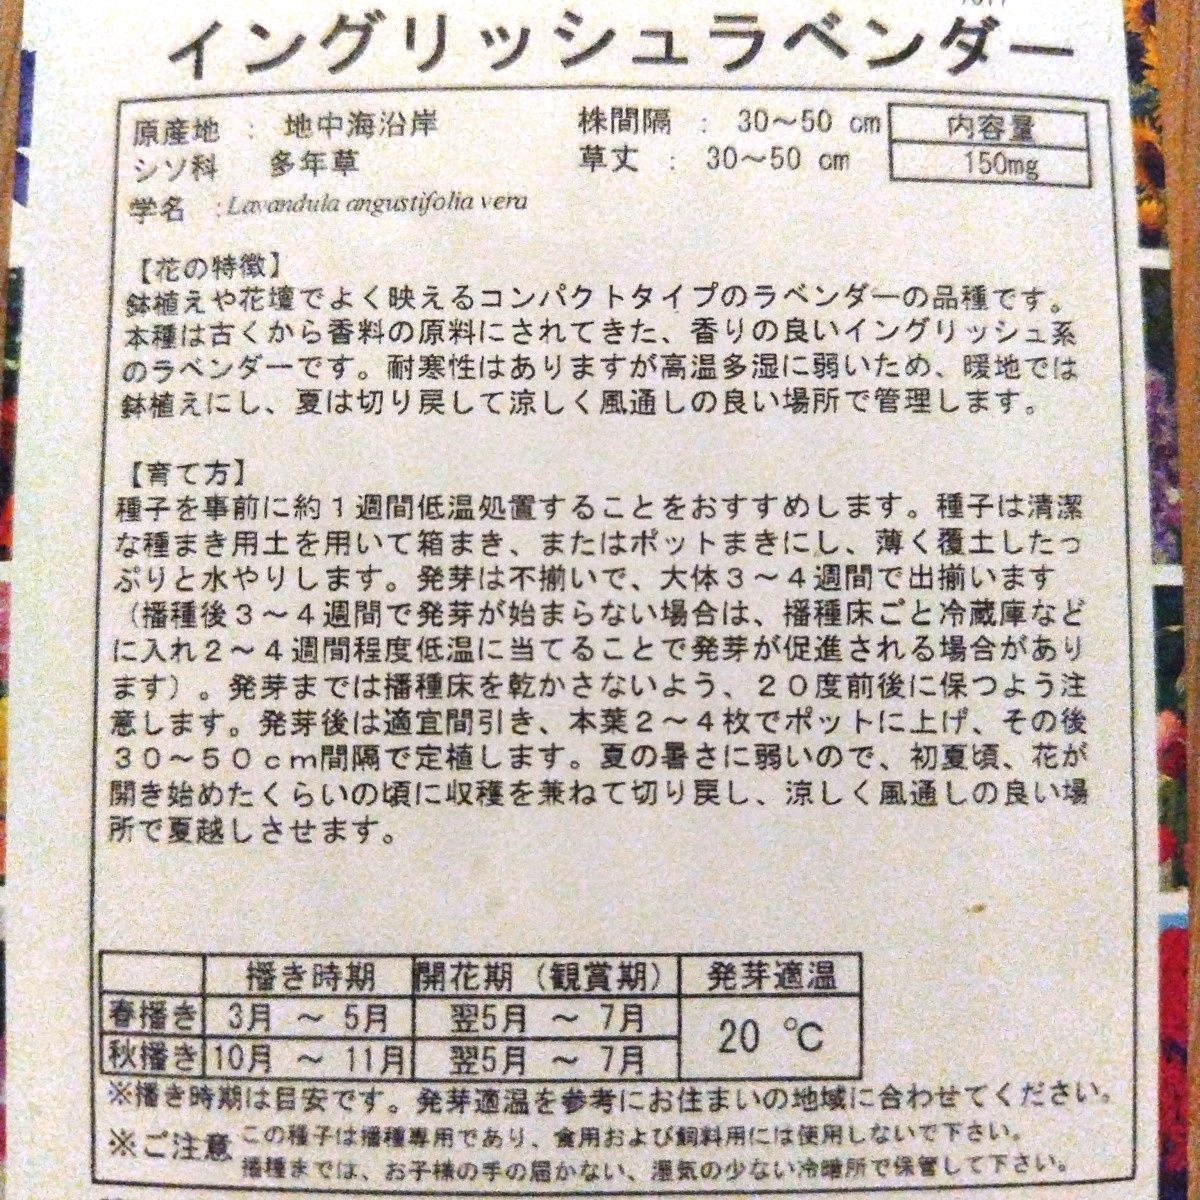 イングリッシュラベンダー
原産地 : 地中海沿岸 株間隔 : 30～50 cm 内容量
シソ科 多年草 草丈 : 30～50 cm 150mg
学名 :Lavandula angustifolia vera
【花の特徴】
鉢植えや花壇でよく映えるコンパクトタイプのラベンダーの品種です。
本種は古くから香料の原料にされてきた、香りの良いイングリッシュ系
のラベンダーです。耐寒性はありますが高温多湿に弱いため、暖地では
鉢植えにし、夏は切り戻して涼しく風通しの良い場所で管理します。
【育て方】
種子を事前に約1週間低温処置することをおすすめします。種子は清潔
な種まき用土を用いて箱まき、またはポットまきにし、薄く覆土したっ
ぷりと水やりします。発芽は不揃いで、大体3～4週間で出揃います
（播種後3～4週間で発芽が始まらない場合は、播種床ごと冷蔵庫など
に入れ2～4週間程度低温に当てることで発芽が促進される場合があり
ます）。発芽までは播種床を乾かさないよう、20度前後に保つよう注
意します。発芽後は適宜間引き、本葉2～4枚でポットに上げ、その後
30～50cm間隔で定植します。夏の暑さに弱いので、初夏頃、花が
開き始めたくらいの頃に収穫を兼ねて切り戻し、涼しく風通しの良い場
所で夏越しさせます。
播き時期 開花期（観賞期） 発芽適温
春播き 3月 ～ 5月 翌5月 ～ 7月 20 ℃
秋播き 10月 ～ 11月 翌5月 ～ 7月
※播き時期は目安です。発芽適温を参考にお住まいの地域に合わせてください。
※ご注意 この種子は播種専用であり、食用および飼料用には使用しないで下さい。
播種までは、お子様の手の届かない、湿気の少ない冷暗所で保管して下さい。